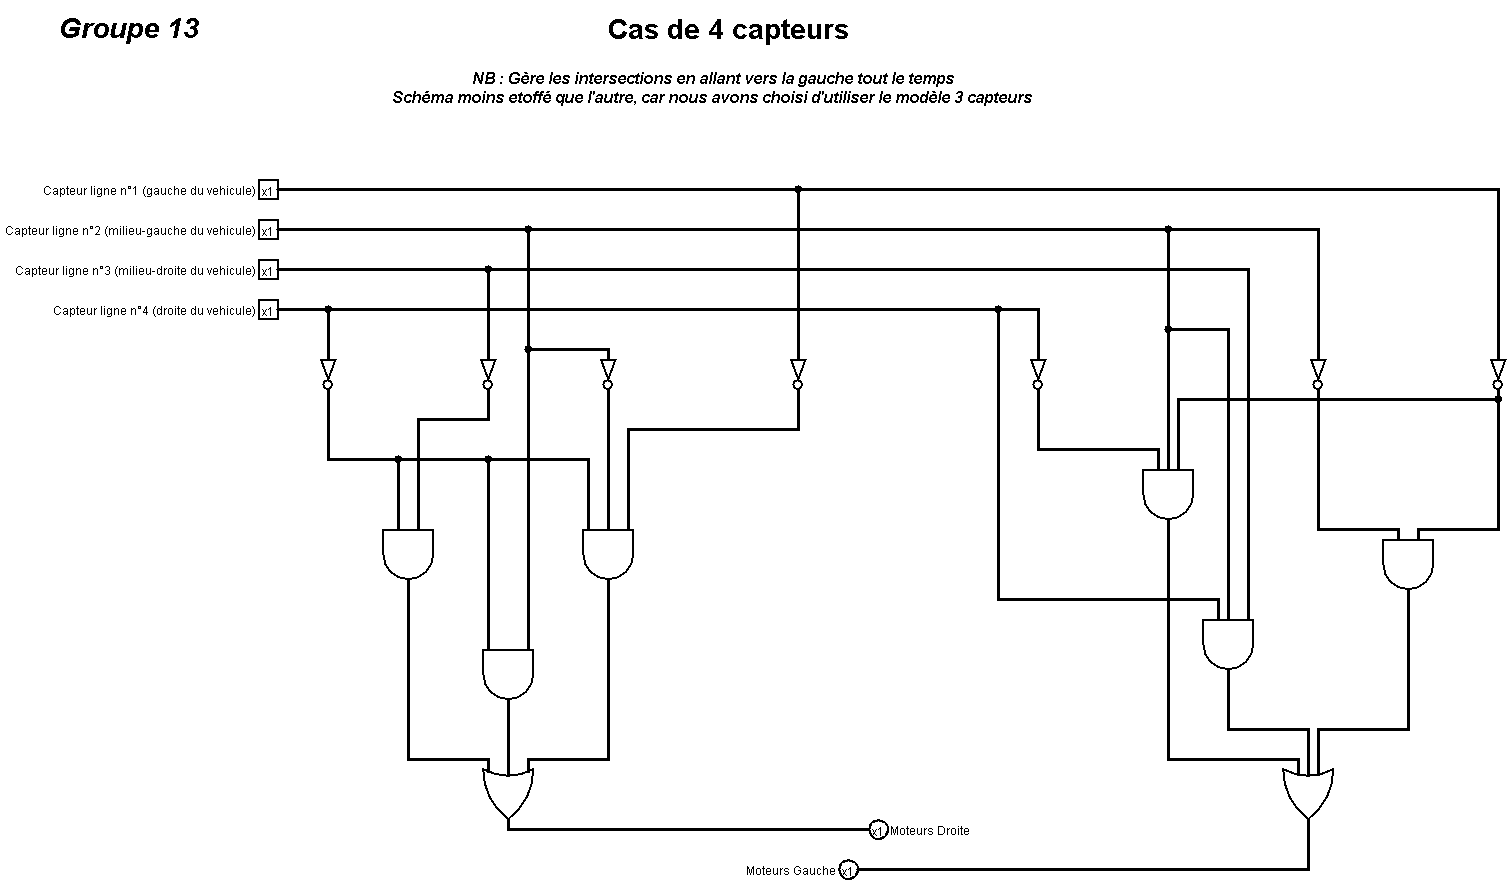 Groupe 13
Cas de 4 capteurs
NB : Gère les intersections en allant vers la gauche tout le temps
Schéma moins etoffé que l'autre, car nous avons choisi d'utiliser le modèle 3 capteurs
Capteur ligne n°1 (gauche du vehicule) x1
Capteur ligne n°2 (milieu-gauche du vehicule) x1
Capteur ligne n°3 (milieu-droite du vehicule) x1
Capteur ligne n°4 (droite du vehicule) x1
x1 Moteurs Droite
Moteurs Gauche x1